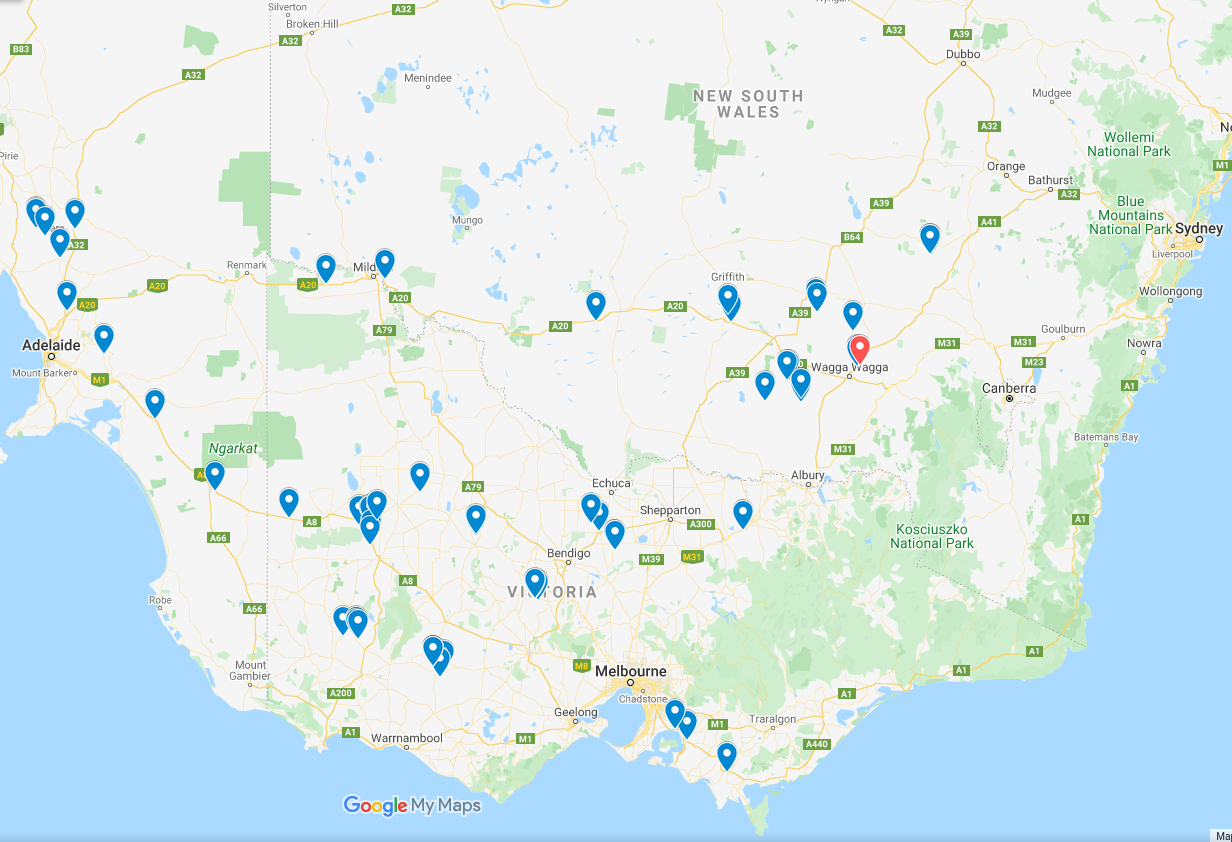 Silverton
A32
Broken Hill
A32
A32
A39
B83
Dubbo
A32
Menindee
Mudgee
NEW SOUTH
WALES
A32
Wollemi
National Park
Pirie
M1
Orange
Bathurst
A32
Blue
Mountains
National Park
A39
Mungo
A41
Sydney
B64
A32
Liverpool
Renmark
Griffith
A20
A20
Wollongong
A20
A20
A20
A39
A20
A79
Goulburn
Adelaide
M31
M31
Nowra
M23
Mount Barker
Wagga Wagga
M1
A39
A1
Canberra
Batemans Bay
Ngarkat
M31
Albury
Echuca
A79
Shepparton
A8
A300
A1
Kosciuszko
National Park
A66
Bendigo
M39
M31
A8
VICTORIA
Robe
A66
A1
Mount
Gambier
M8
Melbourne
A1
A200
Chadstone
A1
Geelong
Traralgon
M1
A1
Warrnambool
M1
A440
Google My Maps